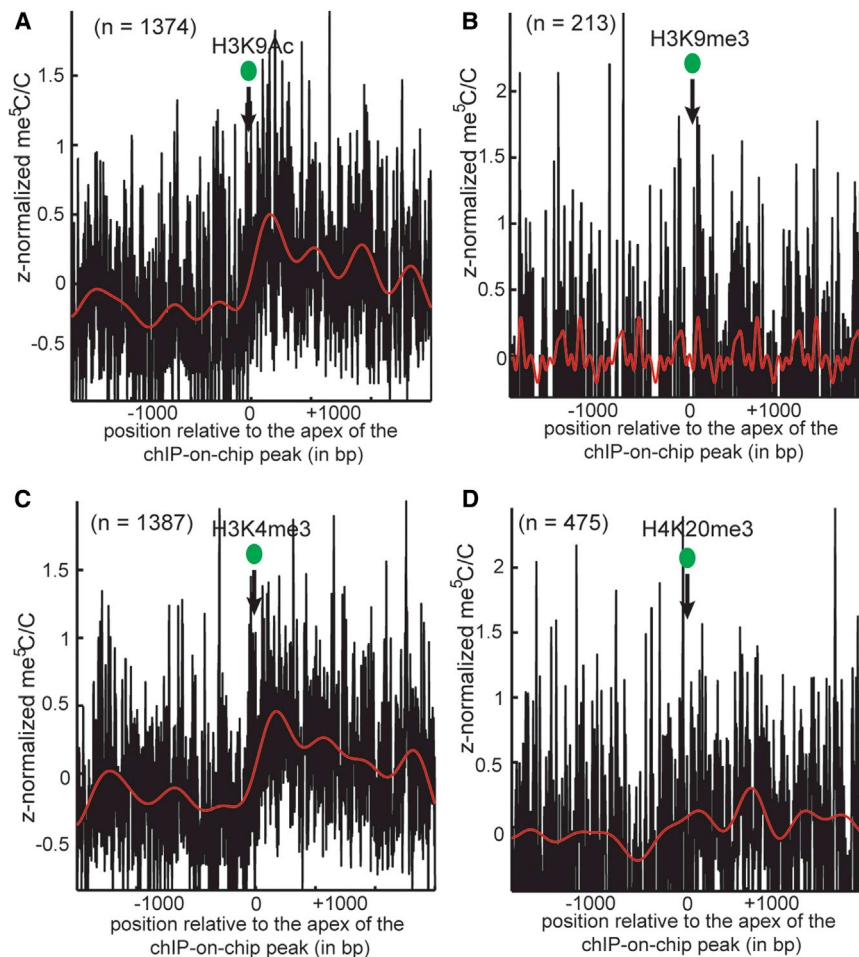 A
(n = 1374)
H3K9Ac
z-normalized me⁵C/C
1.5
1
0.5
0
-0.5
-1000 0 +1000
position relative to the apex of the
chIP-on-chip peak (in bp)
B
(n = 213)
H3K9me3
z-normalized me⁵C/C
2.5
2
1.5
1
0.5
0
-1000 0 +1000
position relative to the apex of the
chIP-on-chip peak (in bp)
C
(n = 1387)
H3K4me3
z-normalized me⁵C/C
1.5
1
0.5
0
-0.5
-1000 0 +1000
position relative to the apex of the
chIP-on-chip peak (in bp)
D
(n = 475)
H4K20me3
z-normalized me⁵C/C
2
1.5
1
0.5
0
-1000 0 +1000
position relative to the apex of the
chIP-on-chip peak (in bp)